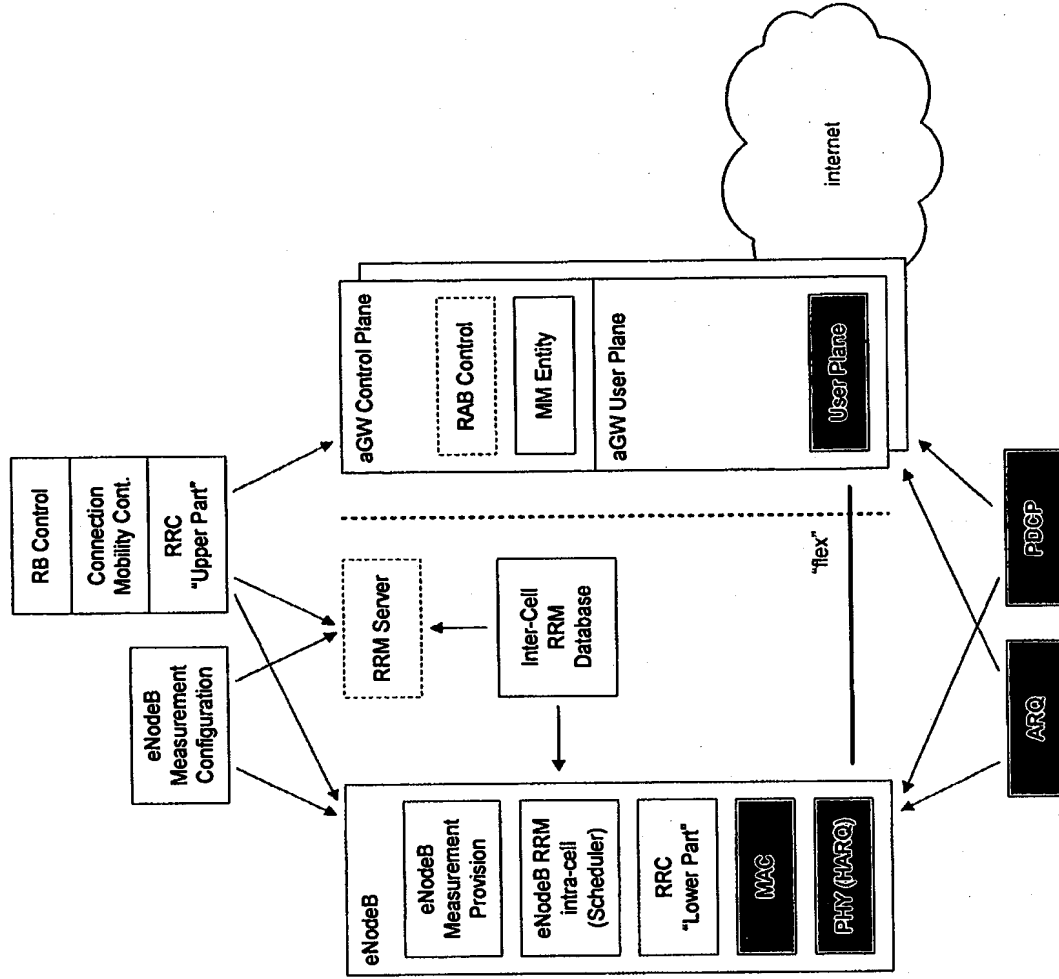 RB Control
Connection
Mobility Cont.
RRC
"Upper Part"
eNodeB
Measurement
Configuration
RRM Server
Inter-Cell
RRM
Database
eNodeB
eNodeB
Measurement
Provision
eNodeB RRM
intra-cell
(Scheduler)
RRC
"Lower Part"
MAC
PHY (HARQ)
aGW Control Plane
RAB Control
MM Entity
aGW User Plane
User Plane
"flex"
internet
ARQ
PDCP